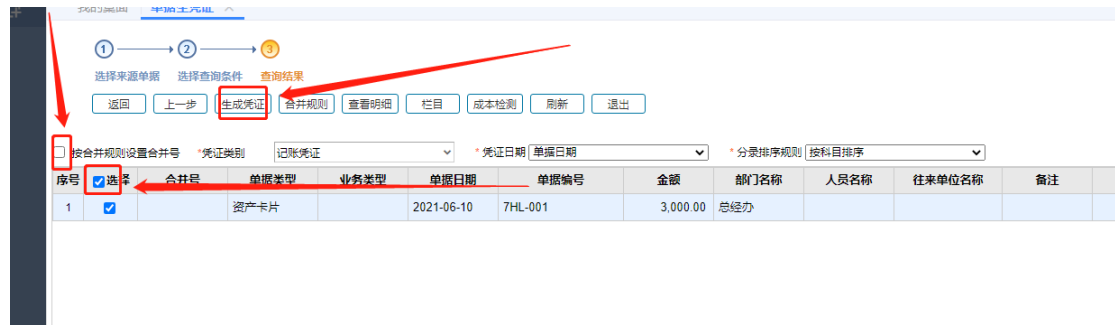 我的桌面 单据生凭证 ×
① ② ③
选择来源单据 选择查询条件 查询结果
返回 上一步 生成凭证 合并规则 查看明细 栏目 成本检测 刷新 退出
按合并规则设置合并号 *凭证类别 记账凭证 *凭证日期 单据日期 *分录排序规则 按科目排序
序号 选择 合并号 单据类型 业务类型 单据日期 单据编号 金额 部门名称 人员名称 往来单位名称 备注
1 资产卡片 2021-06-10 7HL-001 3,000.00 总经办